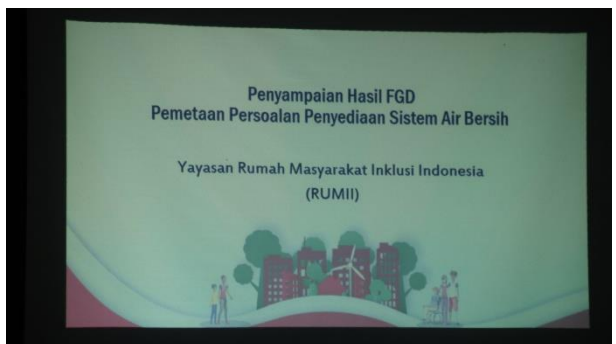 Penyampaian Hasil FGD
Pemetaan Persoalan Penyediaan Sistem Air Bersih
Yayasan Rumah Masyarakat Inklusi Indonesia
(RUMII)